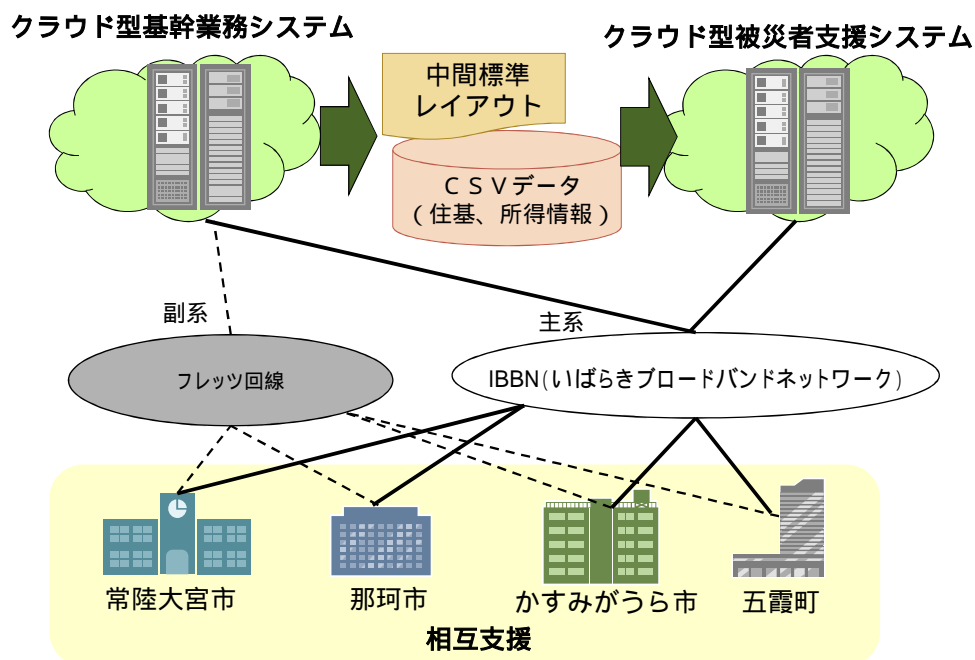 クラウド型基幹業務システム
クラウド型被災者支援システム
中間標準
レイアウト
ＣＳＶデータ
（住基、所得情報）
副系
主系
フレッツ回線
IBBN(いばらきブロードバンドネットワーク)
常陸大宮市
那珂市
かすみがうら市
五霞町
相互支援